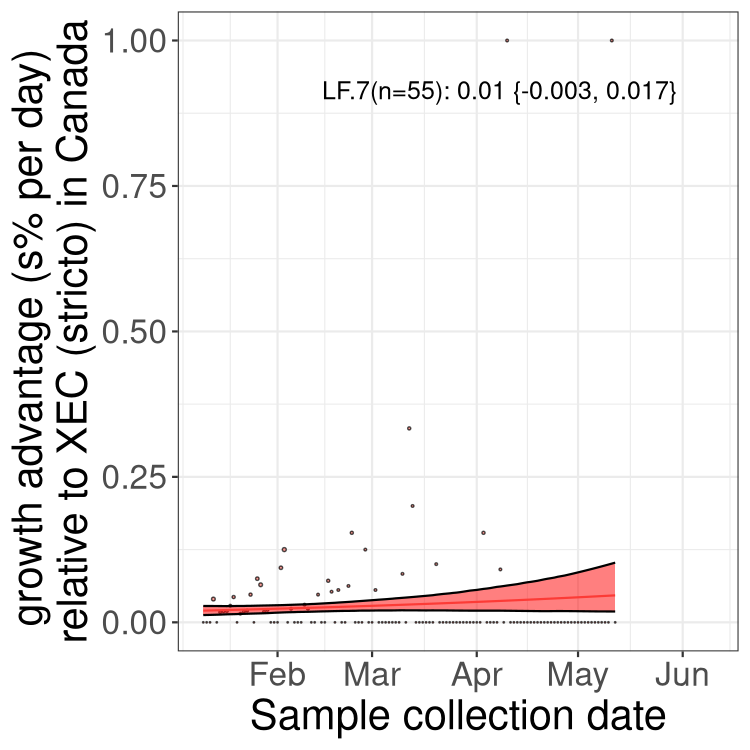 growth advantage (s% per day)
relative to XEC (stricto) in Canada
1.00
0.75
0.50
0.25
0.00
LF.7(n=55): 0.01 {-0.003, 0.017}
Feb Mar Apr May Jun
Sample collection date